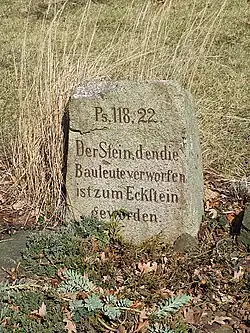 Ps. 118. 22.
Der Stein, den die
Bauleute verworfen
ist zum Eckstein
geworden.